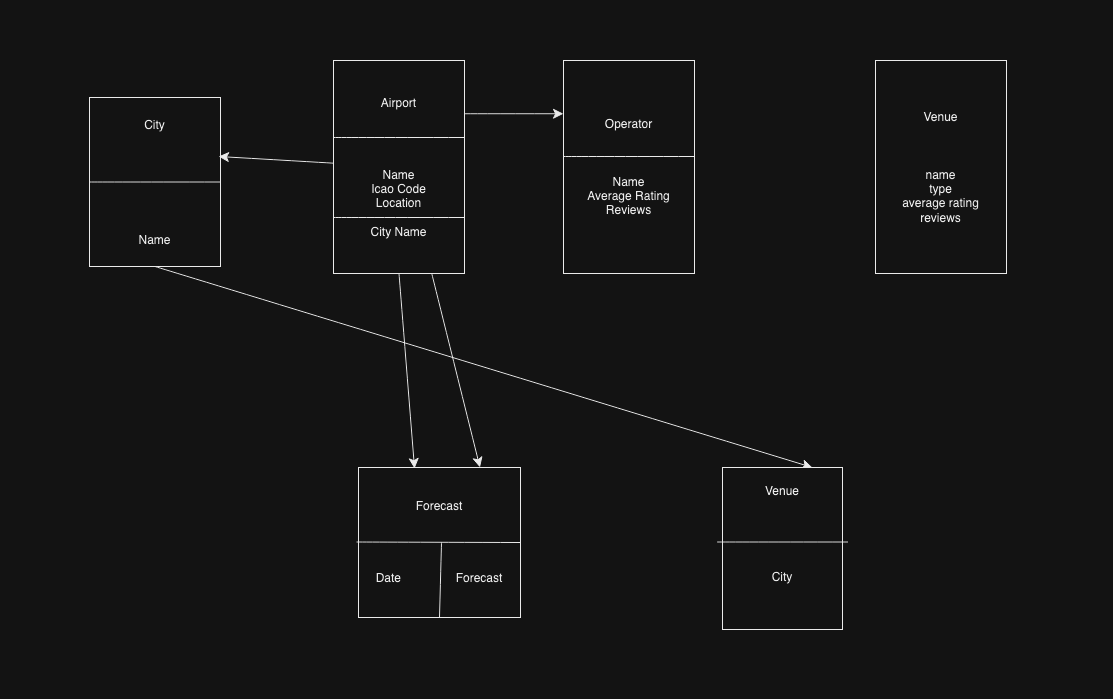 City
Name
Airport
Name
Icao Code
Location
City Name
Operator
Name
Average Rating
Reviews
Venue
name
type
average rating
reviews
Forecast
Date
Forecast
Venue
City